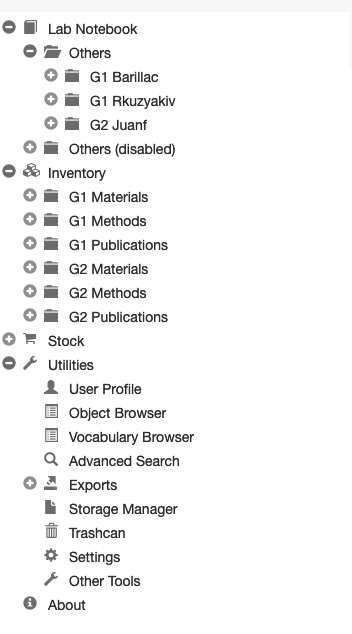 Lab Notebook
Others
G1 Barillac
G1 Rkuzyakiv
G2 Juanf
Others (disabled)
Inventory
G1 Materials
G1 Methods
G1 Publications
G2 Materials
G2 Methods
G2 Publications
Stock
Utilities
User Profile
Object Browser
Vocabulary Browser
Advanced Search
Exports
Storage Manager
Trashcan
Settings
Other Tools
About